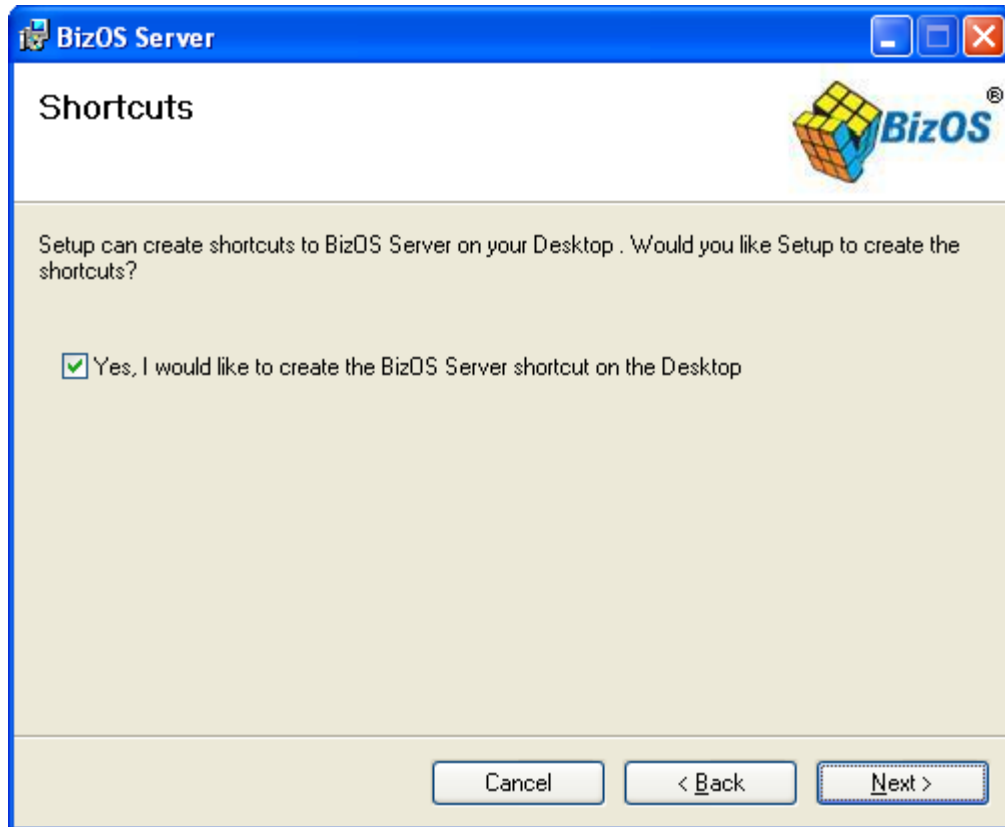 BizOS Server
Shortcuts
BizOS ®
Setup can create shortcuts to BizOS Server on your Desktop . Would you like Setup to create the
shortcuts?
Yes, I would like to create the BizOS Server shortcut on the Desktop
Cancel
< Back
Next >